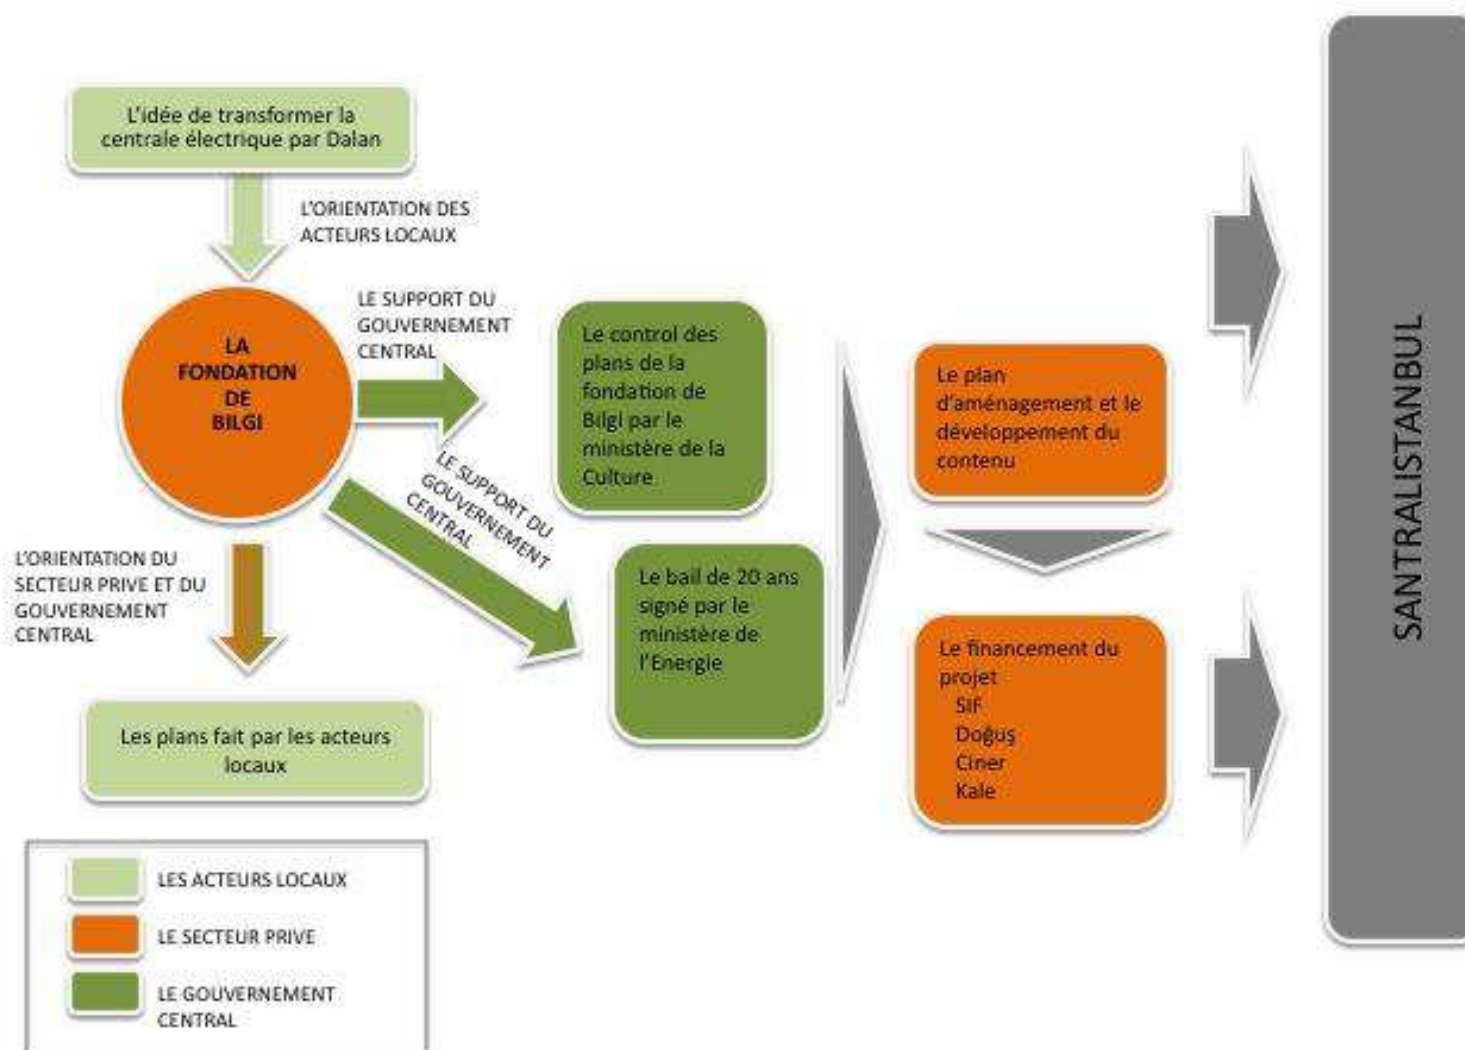 L'idée de transformer la
centrale électrique par Dalan
L'ORIENTATION DES
ACTEURS LOCAUX
LA
FONDATION
DE
BILGI
LE SUPPORT DU
GOUVERNEMENT
CENTRAL
LE SUPPORT DU
GOUVERNEMENT
CENTRAL
L'ORIENTATION DU
SECTEUR PRIVE ET DU
GOUVERNEMENT
CENTRAL
Les plans fait par les acteurs
locaux
Le control des
plans de la
fondation de
Bilgi par le
ministère de la
Culture
Le bail de 20 ans
signé par le
ministère de
l'Energie
Le plan
d'aménagement et le
développement du
contenu
Le financement du
projet
SIF
Doğuş
Ciner
Kale
SANTRALISTANBUL
LES ACTEURS LOCAUX
LE SECTEUR PRIVE
LE GOUVERNEMENT
CENTRAL